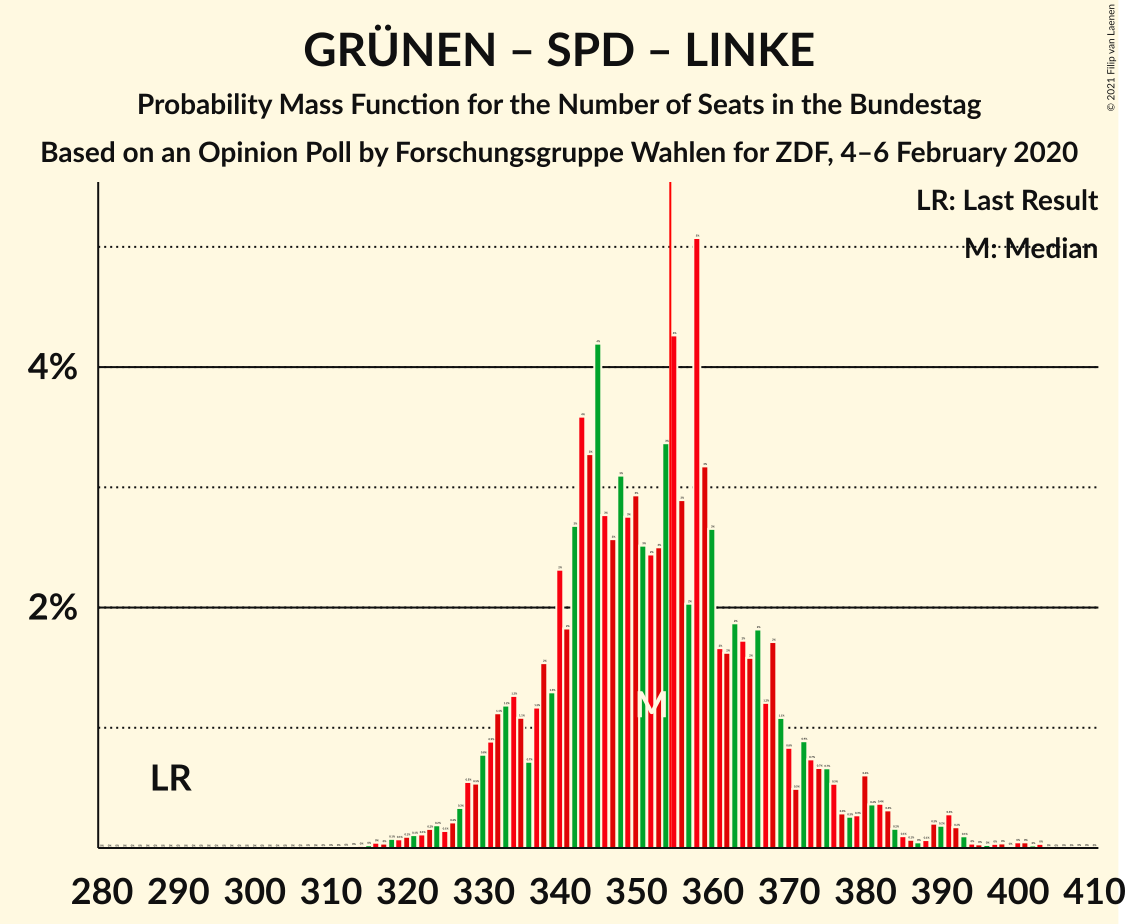 GRÜNEN – SPD – LINKE
Probability Mass Function for the Number of Seats in the Bundestag
Based on an Opinion Poll by Forschungsgruppe Wahlen for ZDF, 4–6 February 2020
© 2021 Filip van Laenen
LR: Last Result
M: Median
4%
2%
LR
M
280 290 300 310 320 330 340 350 360 370 380 390 400 410